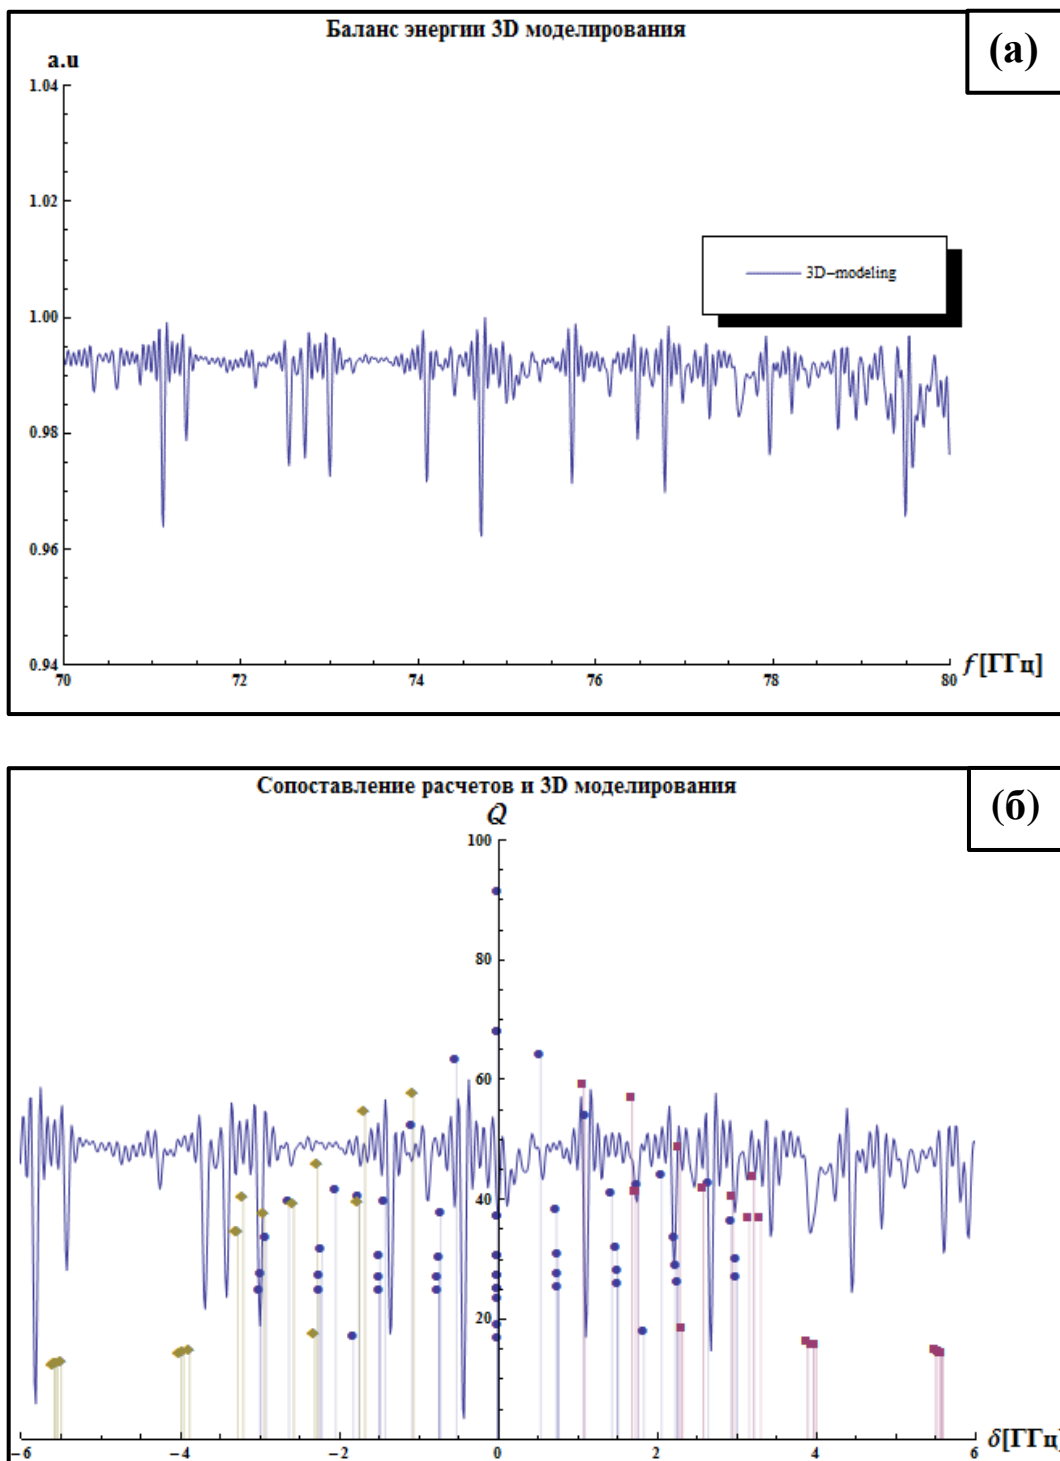 Баланс энергии 3D моделирования
(а)
a.u
1.04
1.02
1.00
3D–modeling
0.98
0.96
0.94
70 72 74 76 78 80
f [ГГц]
Сопоставление расчетов и 3D моделирования
(б)
Q
100
80
60
40
20
−6 −4 −2 0 2 4 6
δ[ГГц]